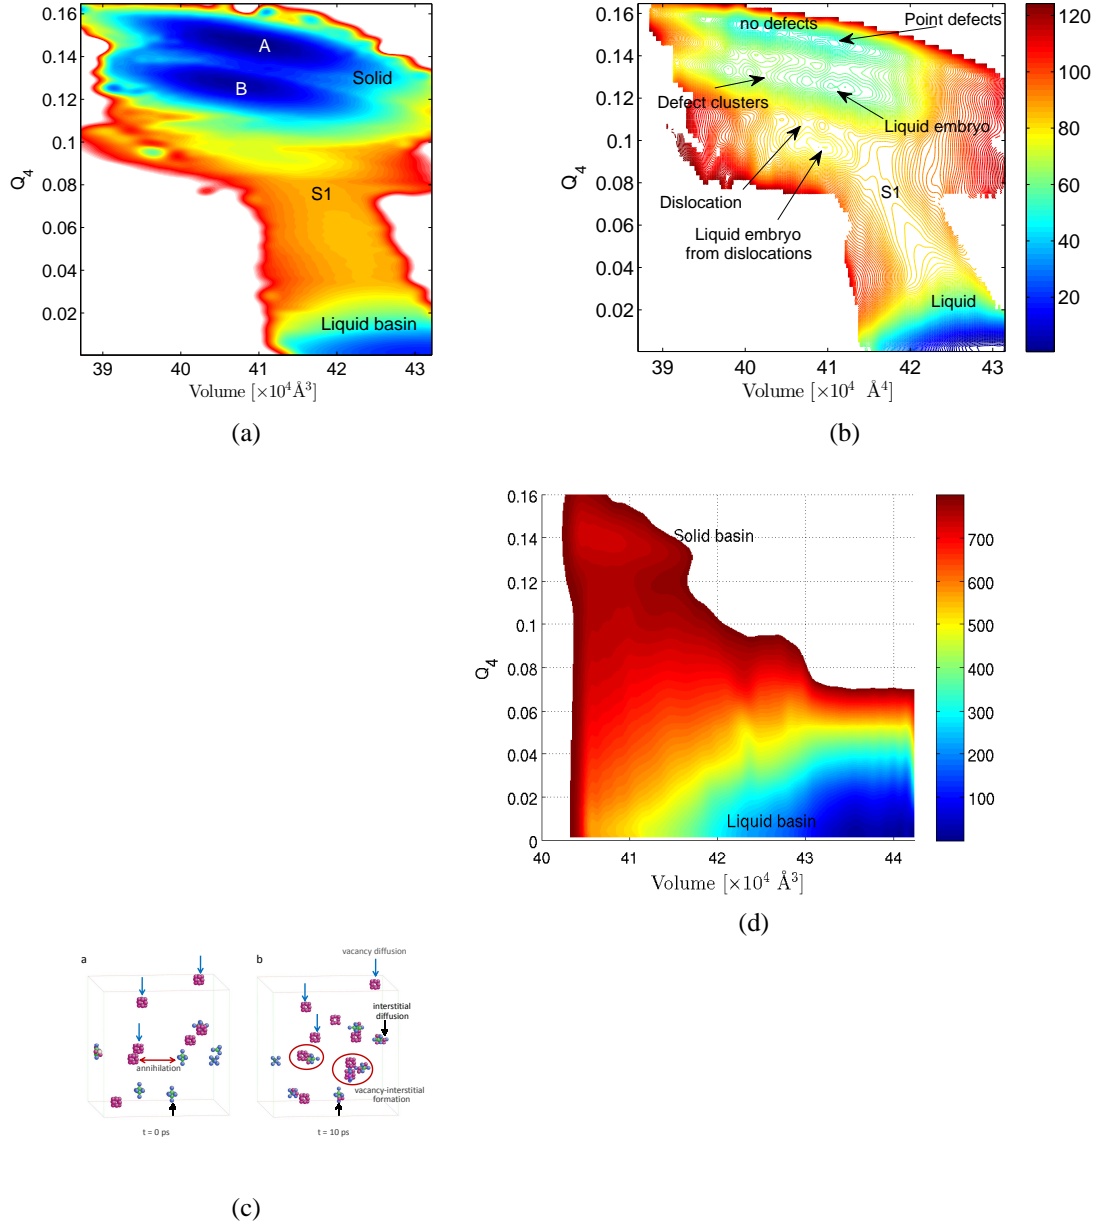 0.16
0.14
0.12
0.1
0.08
0.06
0.04
0.02
Q4
A
B
Solid
S1
Liquid basin
39
40
41
42
43
Volume [×10⁴Å³]
(a)
0.16
0.14
0.12
0.1
0.08
0.06
0.04
0.02
Q4
no defects
Point defects
Defect clusters
Liquid embryo
Dislocation
S1
Liquid embryo
from dislocations
Liquid
39
40
41
42
43
Volume [×10⁴ Å⁴]
120
100
80
60
40
20
(b)
0.16
0.14
0.12
0.1
0.08
0.06
0.04
0.02
0
Q4
Solid basin
Liquid basin
40
41
42
43
44
Volume [×10⁴ Å³]
700
600
500
400
300
200
100
(d)
a
annihilation
t = 0 ps
b
vacancy diffusion
interstitial
diffusion
vacancy-interstitial
formation
t = 10 ps
(c)